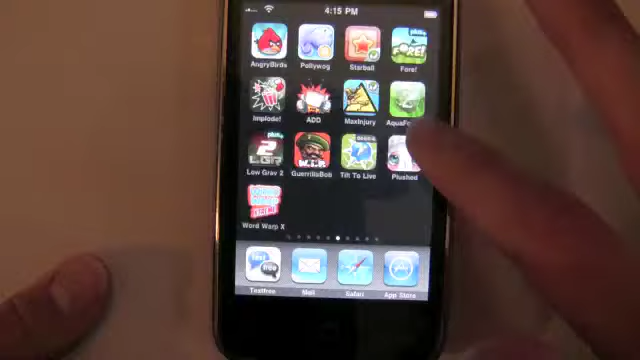 4:15 PM
AngryBirds Pollywog Starball Fore!
Implode! ADD MaxInjury AquaFo
Low Grav 2 GuerrillaBob Tilt To Live Plushed
Word Warp X
Textfree Mail Safari App Store